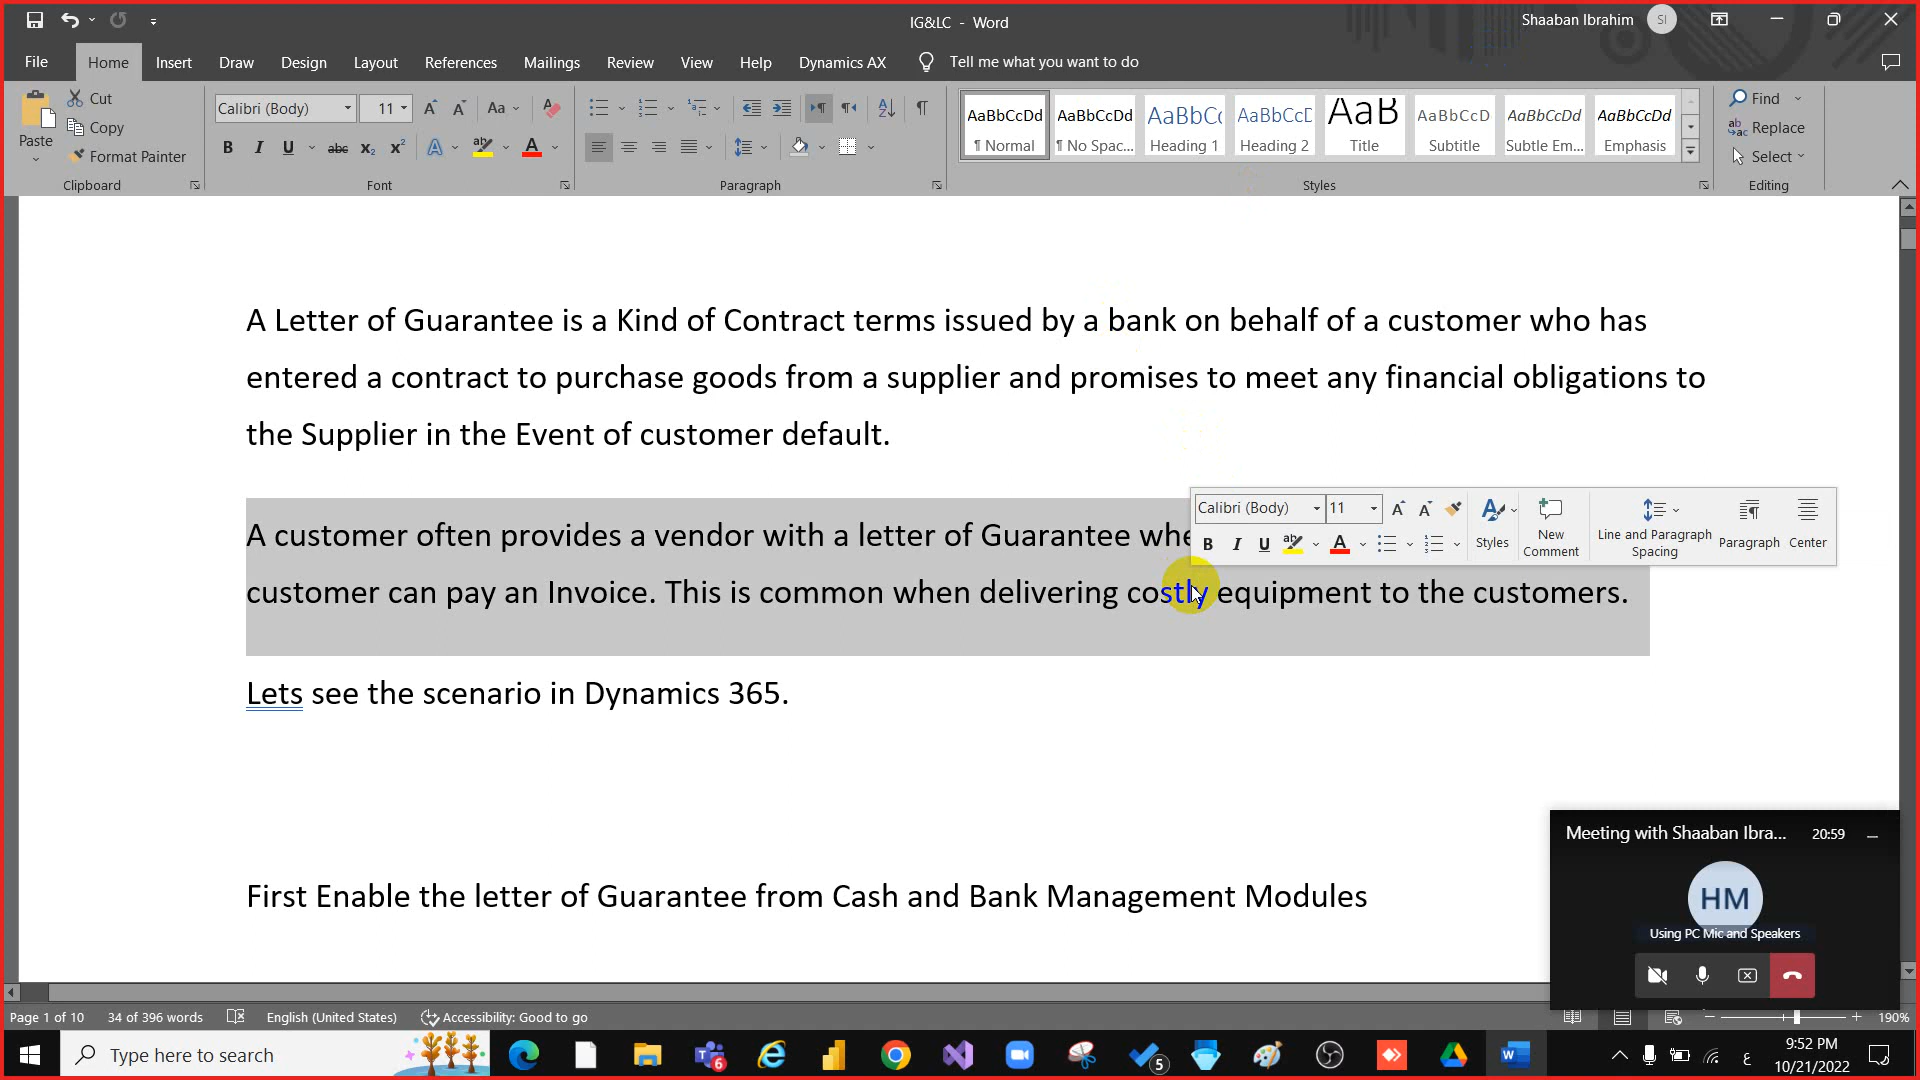 IG&LC - Word
Shaaban Ibrahim
SI
File Home Insert Draw Design Layout References Mailings Review View Help Dynamics AX Tell me what you want to do
Paste
Cut
Copy
Format Painter
Clipboard
Calibri (Body) 11
Font
Paragraph
AaBbCcDd AaBbCcDd AaBbCc AaBbCcD AaB AaBbCcD AaBbCcDd AaBbCcDd
¶ Normal ¶ No Spac... Heading 1 Heading 2 Title Subtitle Subtle Em... Emphasis
Styles
Find
Replace
Select
Editing
A Letter of Guarantee is a Kind of Contract terms issued by a bank on behalf of a customer who has
entered a contract to purchase goods from a supplier and promises to meet any financial obligations to
the Supplier in the Event of customer default.
A customer often provides a vendor with a letter of Guarantee whe
customer can pay an Invoice. This is common when delivering costly equipment to the customers.
Calibri (Body) 11
Styles
New Comment
Line and Paragraph Spacing
Paragraph
Center
Lets see the scenario in Dynamics 365.
First Enable the letter of Guarantee from Cash and Bank Management Modules
Meeting with Shaaban Ibra... 20:59
HM
Using PC Mic and Speakers
Page 1 of 10 34 of 396 words English (United States) Accessibility: Good to go 190%
Type here to search
6
5
ع
9:52 PM
10/21/2022